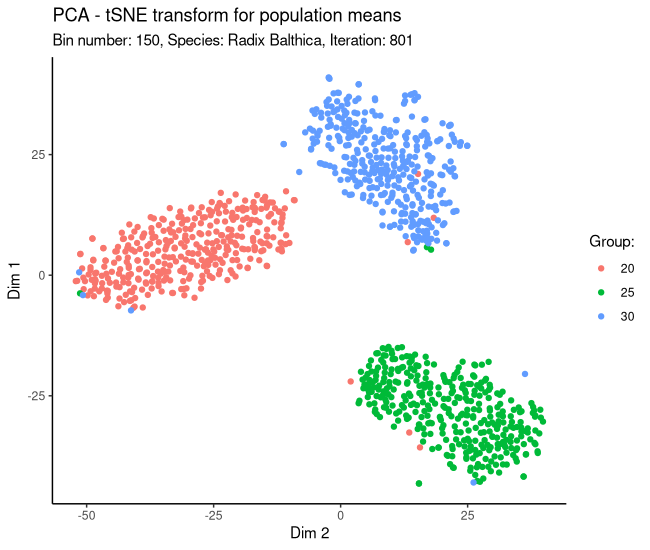 PCA - tSNE transform for population means
Bin number: 150, Species: Radix Balthica, Iteration: 801
25
0
-25
Dim 1
-50
-25
0
25
Dim 2
Group:
20
25
30